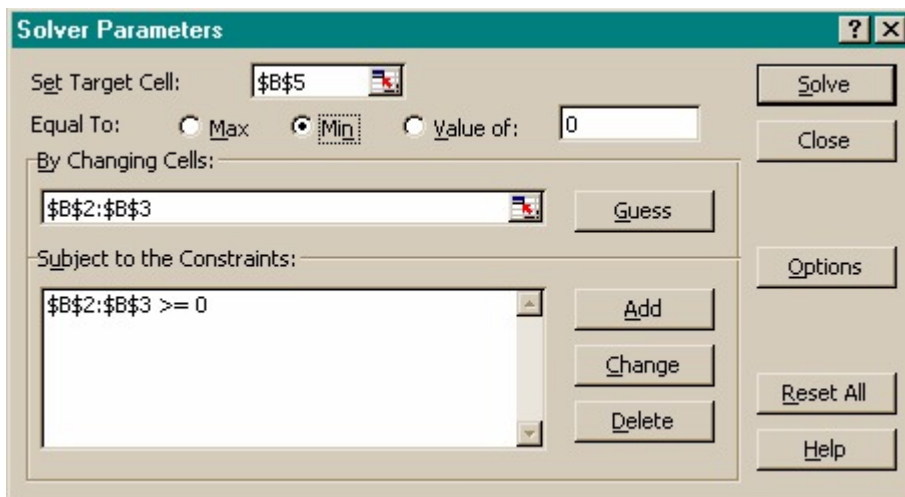 Solver Parameters
? X
Set Target Cell: $B$5
Solve
Equal To: Max Min Value of: 0
Close
By Changing Cells:
$B$2:$B$3
Guess
Subject to the Constraints:
Options
$B$2:$B$3 >= 0
Add
Change
Reset All
Delete
Help